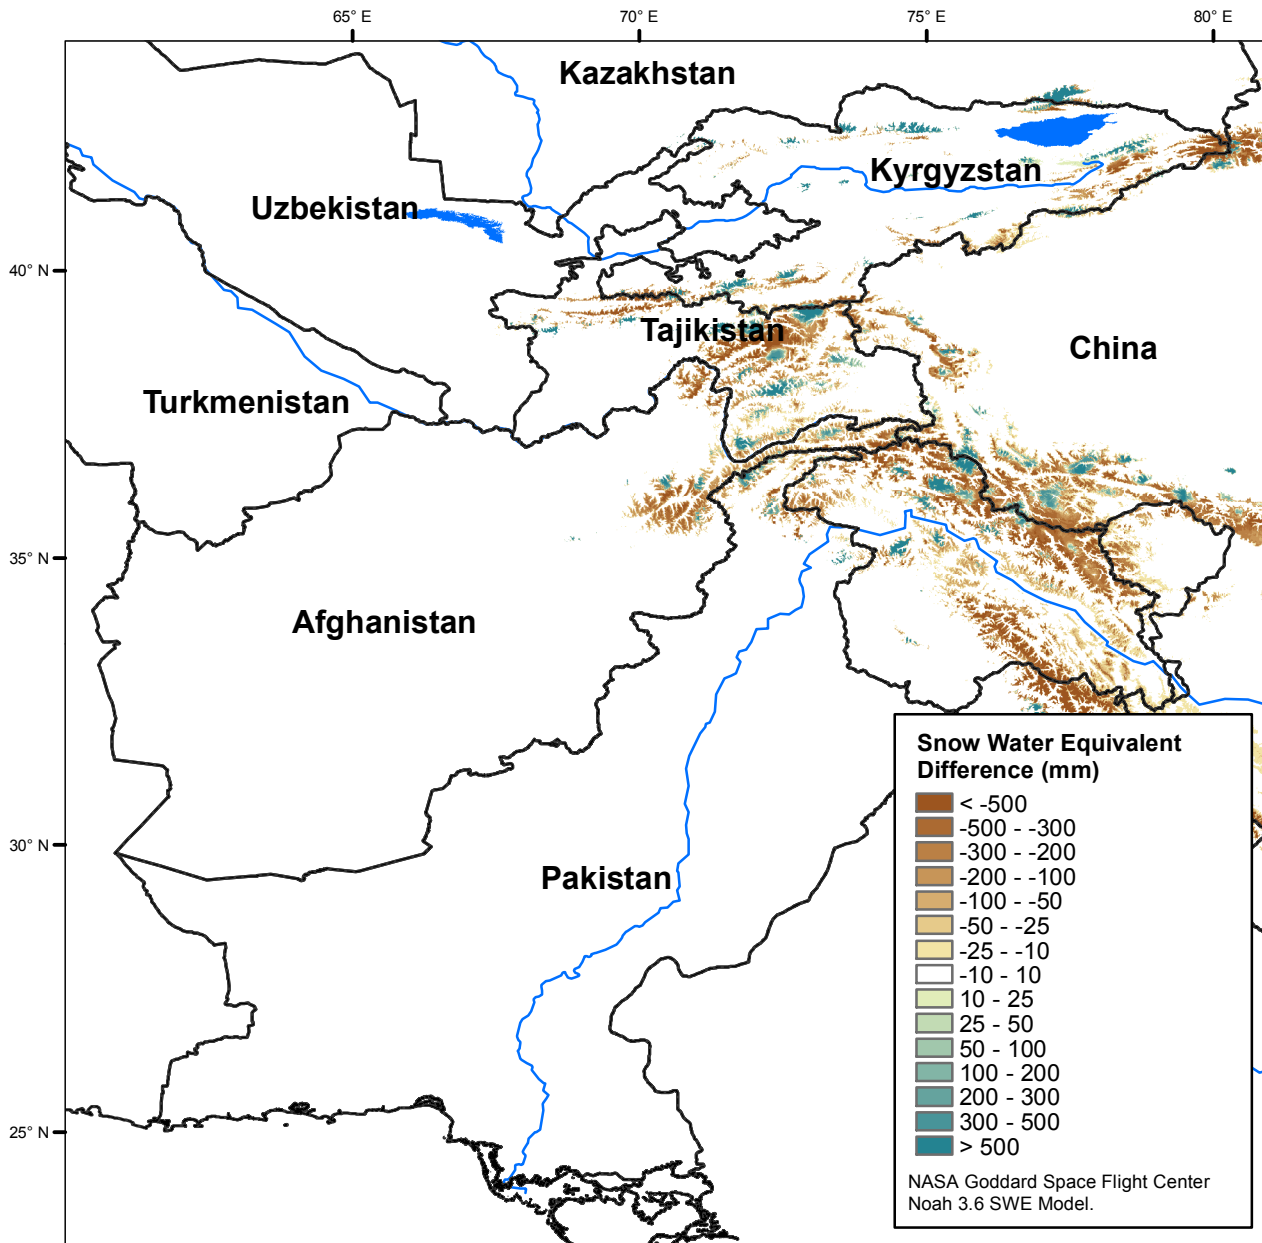 65° E
70° E
75° E
80° E
Kazakhstan
Kyrgyzstan
Uzbekistan
40° N
Tajikistan
China
Turkmenistan
35° N
Afghanistan
30° N
Pakistan
25° N
Snow Water Equivalent
Difference (mm)
< -500
-500 - -300
-300 - -200
-200 - -100
-100 - -50
-50 - -25
-25 - -10
-10 - 10
10 - 25
25 - 50
50 - 100
100 - 200
200 - 300
300 - 500
> 500
NASA Goddard Space Flight Center
Noah 3.6 SWE Model.